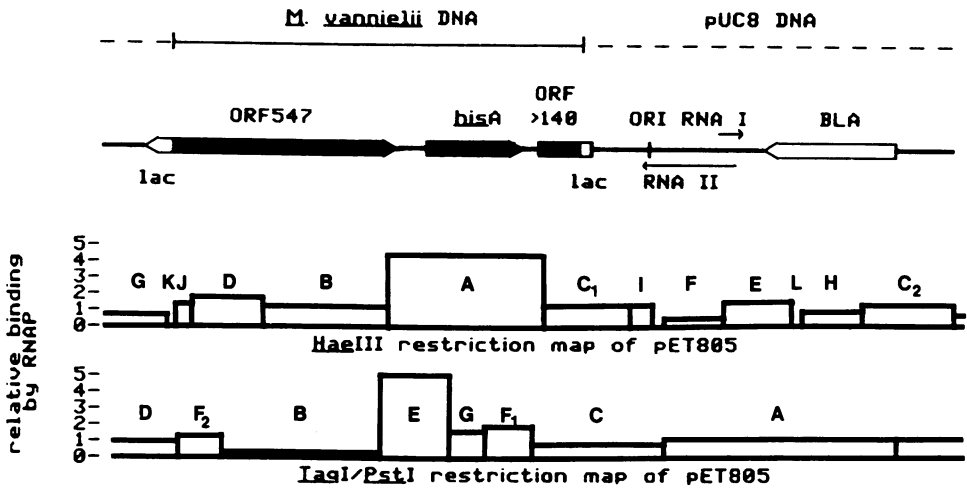 M. vannielii DNA pUC8 DNA
ORF547 hisA ORF >140 ORI RNA I BLA
lac lac RNA II
relative binding by RNAP
5-
4-
3-
2-
1-
0-
G K J D B A C1 I F E L H C2
HaeIII restriction map of pET805
5-
4-
3-
2-
1-
0-
D F2 B E G F1 C A
TaqI/PstI restriction map of pET805